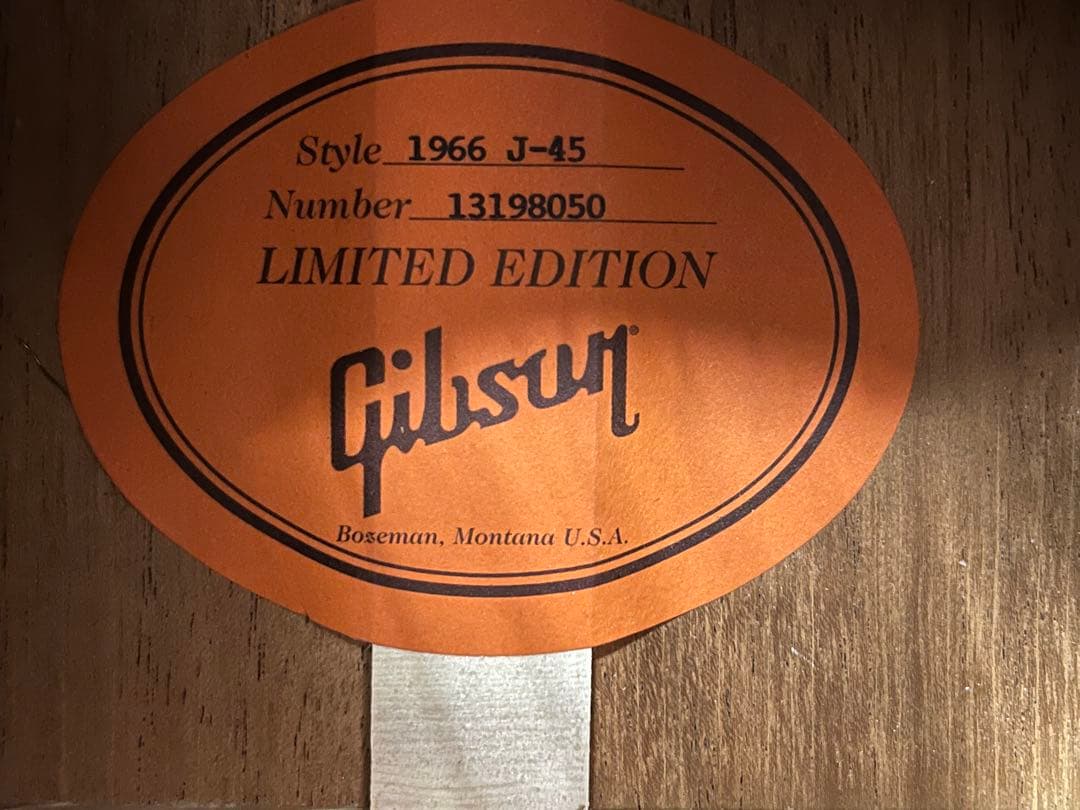 Style 1966 J-45
Number 13198050
LIMITED EDITION
Gibson®
Bozeman, Montana U.S.A.